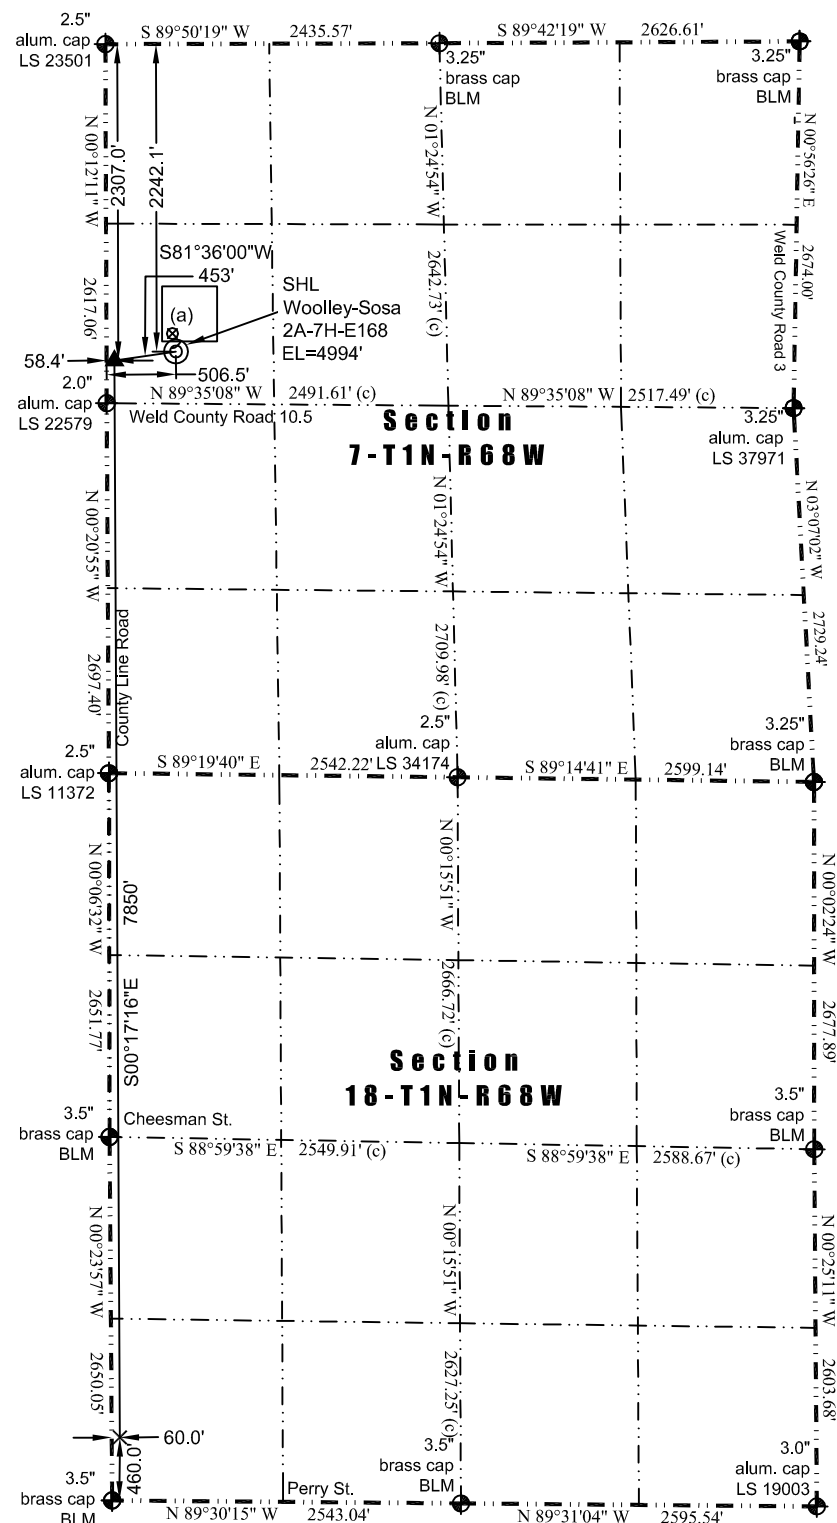 2.5"
alum. cap
LS 23501
S 89°50'19" W 2435.57'
S 89°42'19" W 2626.61'
3.25"
brass cap
BLM
3.25"
brass cap
BLM
N 00°12'11" W
2617.06'
2307.0'
2242.1'
N 01°24'54" W
2642.73' (c)
N 00°56'26" E
2674.00'
Weld County Road 3
S81°36'00"W
453'
(a)
SHL
Woolley-Sosa
2A-7H-E168
EL=4994'
58.4'
506.5'
2.0"
alum. cap
LS 22579
N 89°35'08" W 2491.61' (c)
N 89°35'08" W 2517.49' (c)
Weld County Road 10.5
3.25"
alum. cap
LS 37971
Section
7-T1N-R68W
N 00°20'55" W
2697.40'
County Line Road
N 01°24'54" W
2709.98' (c)
N 03°07'02" W
2729.24'
2.5"
alum. cap
LS 11372
2.5"
alum. cap
LS 34174
3.25"
brass cap
BLM
S 89°19'40" E 2542.22'
S 89°14'41" E 2599.14'
N 00°06'32" W
2651.77'
7850'
S00°17'16"E
N 00°15'51" W
2666.72' (c)
N 00°02'24" W
2677.89'
Section
18-T1N-R68W
3.5"
brass cap
BLM
Cheesman St.
3.5"
brass cap
BLM
S 88°59'38" E 2549.91' (c)
S 88°59'38" E 2588.67' (c)
N 00°23'57" W
2650.05'
N 00°15'51" W
2627.25' (c)
N 00°25'11" W
2603.68'
60.0'
460.0'
3.5"
brass cap
BLM
3.5"
brass cap
BLM
3.0"
alum. cap
LS 19003
Perry St.
N 89°30'15" W 2543.04'
N 89°31'04" W 2595.54'